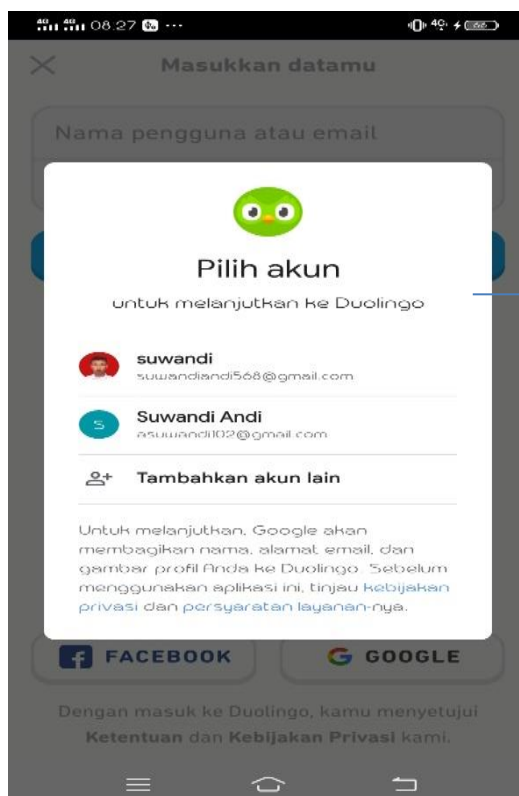 4G 4G 08.27 4G
Masukkan datamu
Nama pengguna atau email
Pilih akun
untuk melanjutkan ke Duolingo
suwandi
suwandiandi568@gmail.com
S
Suwandi Andi
asuwandi102@gmail.com
Tambahkan akun lain
Untuk melanjutkan, Google akan
membagikan nama, alamat email, dan
gambar profil Anda ke Duolingo. Sebelum
menggunakan aplikasi ini, tinjau kebijakan
privasi dan persyaratan layanan-nya.
FACEBOOK
GOOGLE
Dengan masuk ke Duolingo, kamu menyetujui
Ketentuan dan Kebijakan Privasi kami.